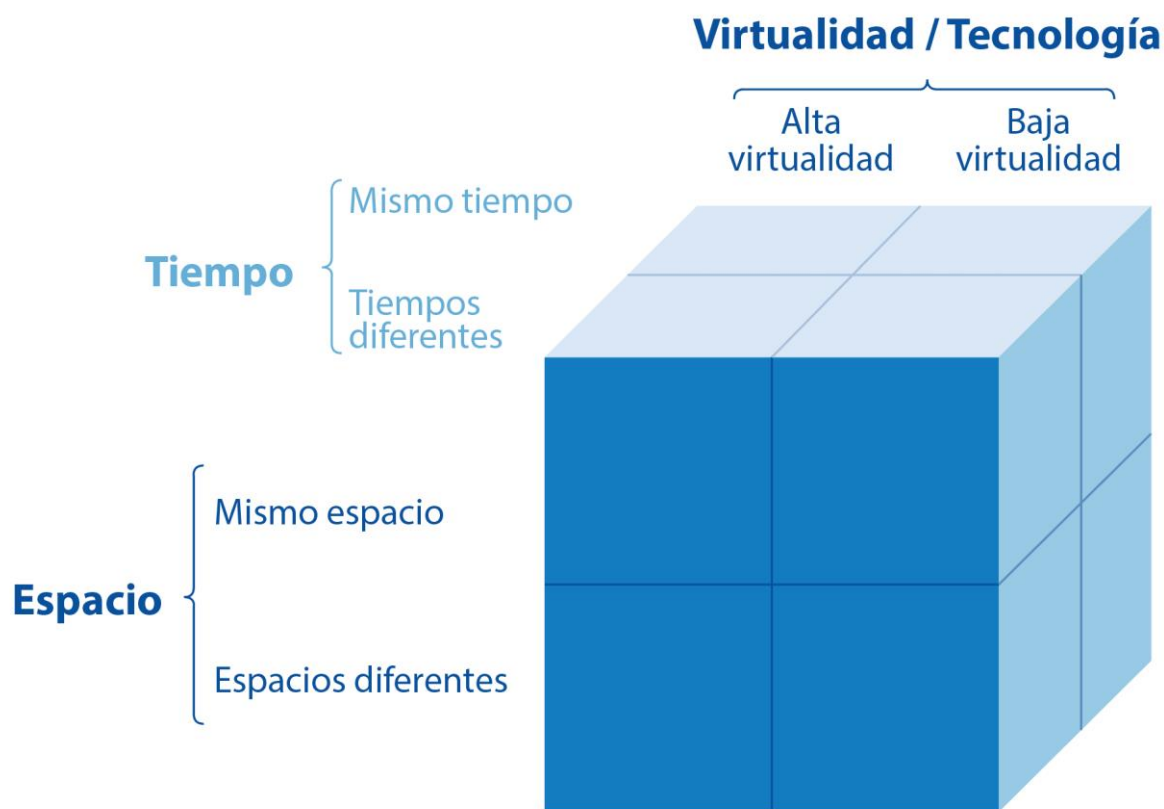 Virtualidad / Tecnología
Alta
virtualidad
Baja
virtualidad
Tiempo
Mismo tiempo
Tiempos
diferentes
Espacio
Mismo espacio
Espacios diferentes